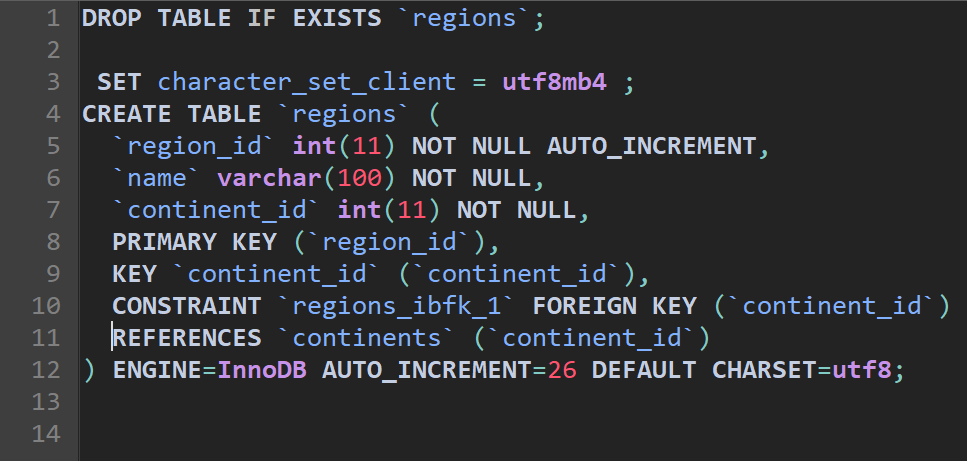 1 DROP TABLE IF EXISTS `regions`;
2
3  SET character_set_client = utf8mb4 ;
4 CREATE TABLE `regions` (
5   `region_id` int(11) NOT NULL AUTO_INCREMENT,
6   `name` varchar(100) NOT NULL,
7   `continent_id` int(11) NOT NULL,
8   PRIMARY KEY (`region_id`),
9   KEY `continent_id` (`continent_id`),
10   CONSTRAINT `regions_ibfk_1` FOREIGN KEY (`continent_id`)
11   REFERENCES `continents` (`continent_id`)
12 ) ENGINE=InnoDB AUTO_INCREMENT=26 DEFAULT CHARSET=utf8;
13
14